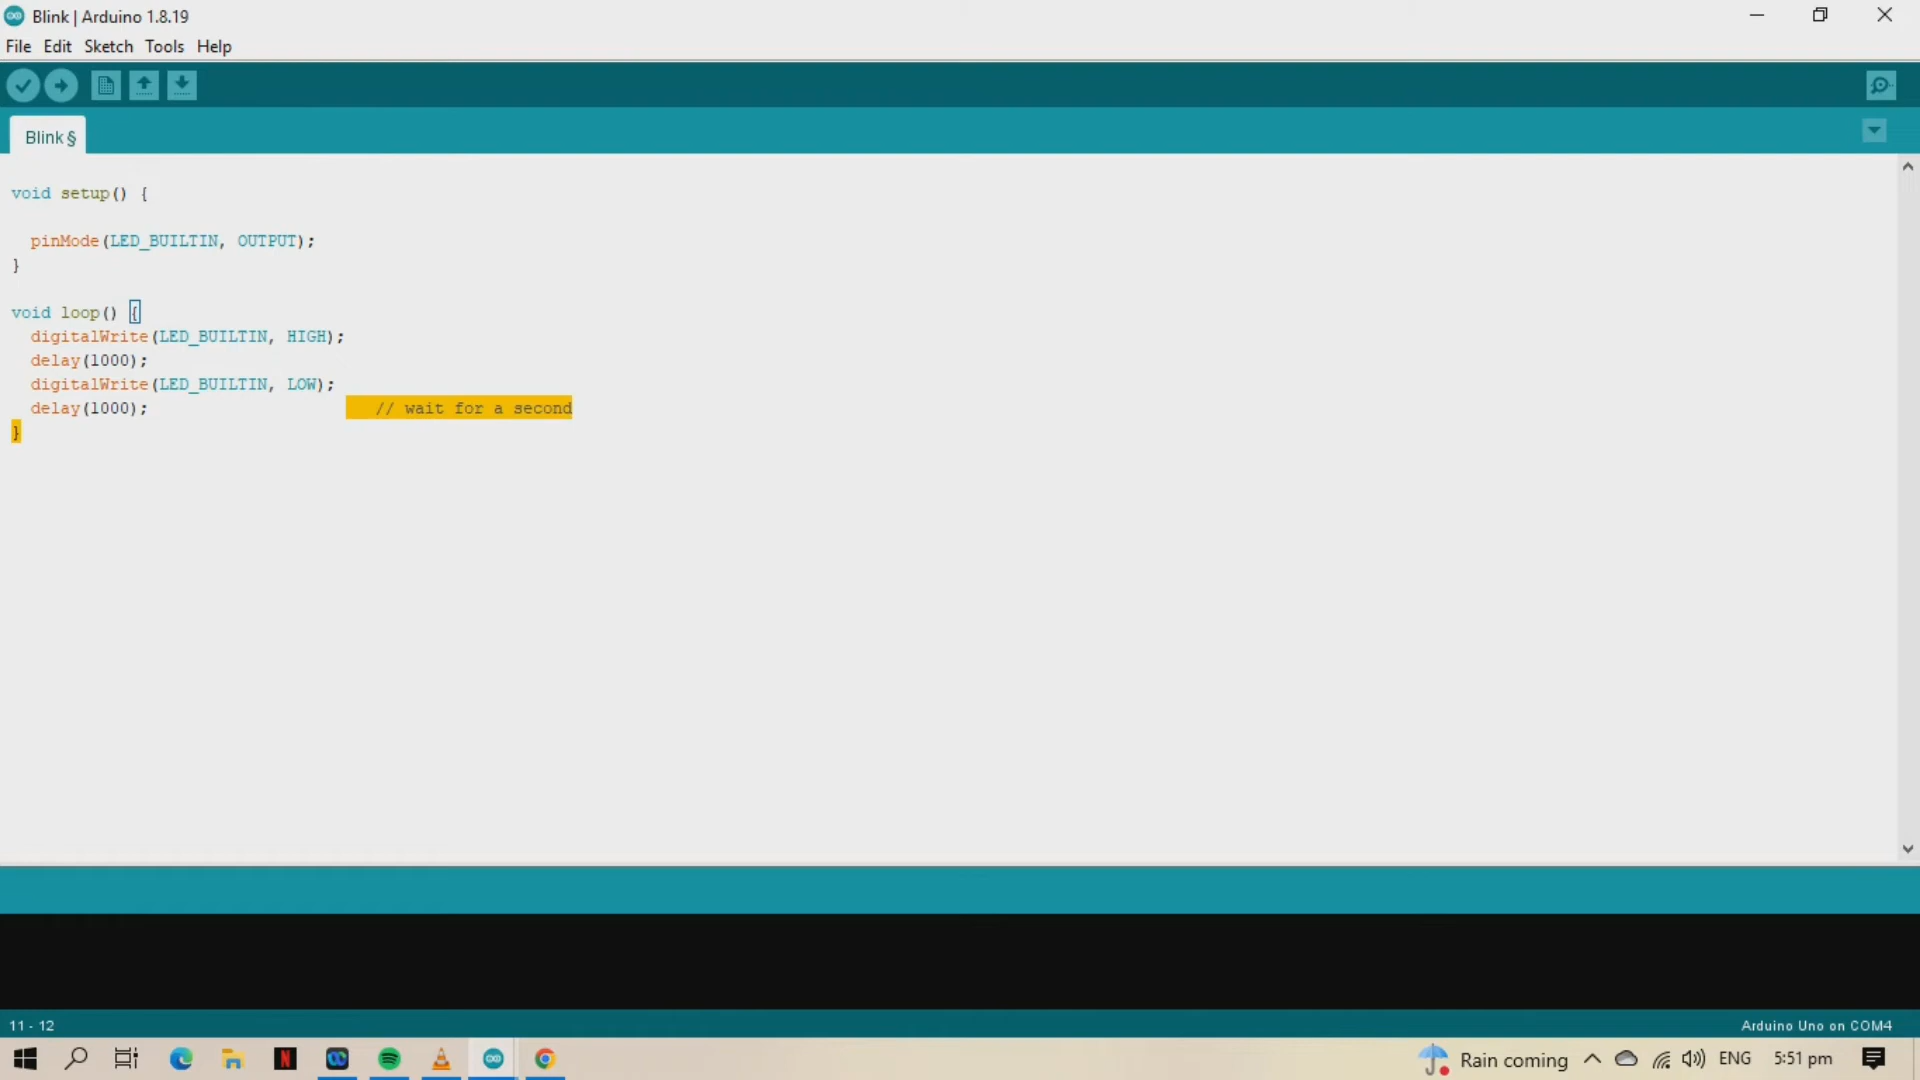 Blink | Arduino 1.8.19
File Edit Sketch Tools Help
Blink §
void setup() {
  pinMode(LED_BUILTIN, OUTPUT);
}
void loop() {
  digitalWrite(LED_BUILTIN, HIGH);
  delay(1000);
  digitalWrite(LED_BUILTIN, LOW);
  delay(1000);                       // wait for a second
}
11 - 12
Arduino Uno on COM4
Rain coming ENG 5:51 pm